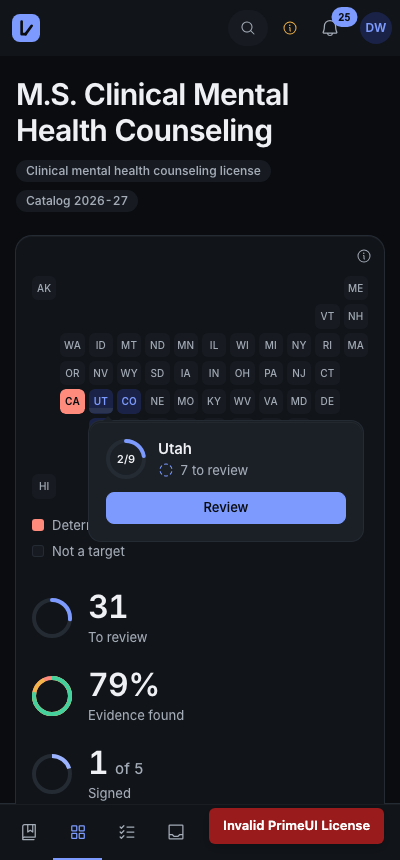 25
DW
M.S. Clinical Mental
Health Counseling
Clinical mental health counseling license
Catalog 2026-27
AK ME
VT NH
WA ID MT ND MN IL WI MI NY RI MA
OR NV WY SD IA IN OH PA NJ CT
CA UT CO NE MO KY WV VA MD DE
2/9
Utah
7 to review
HI
Review
Not a target
31
To review
79%
Evidence found
1 of 5
Signed
Invalid PrimeUI License